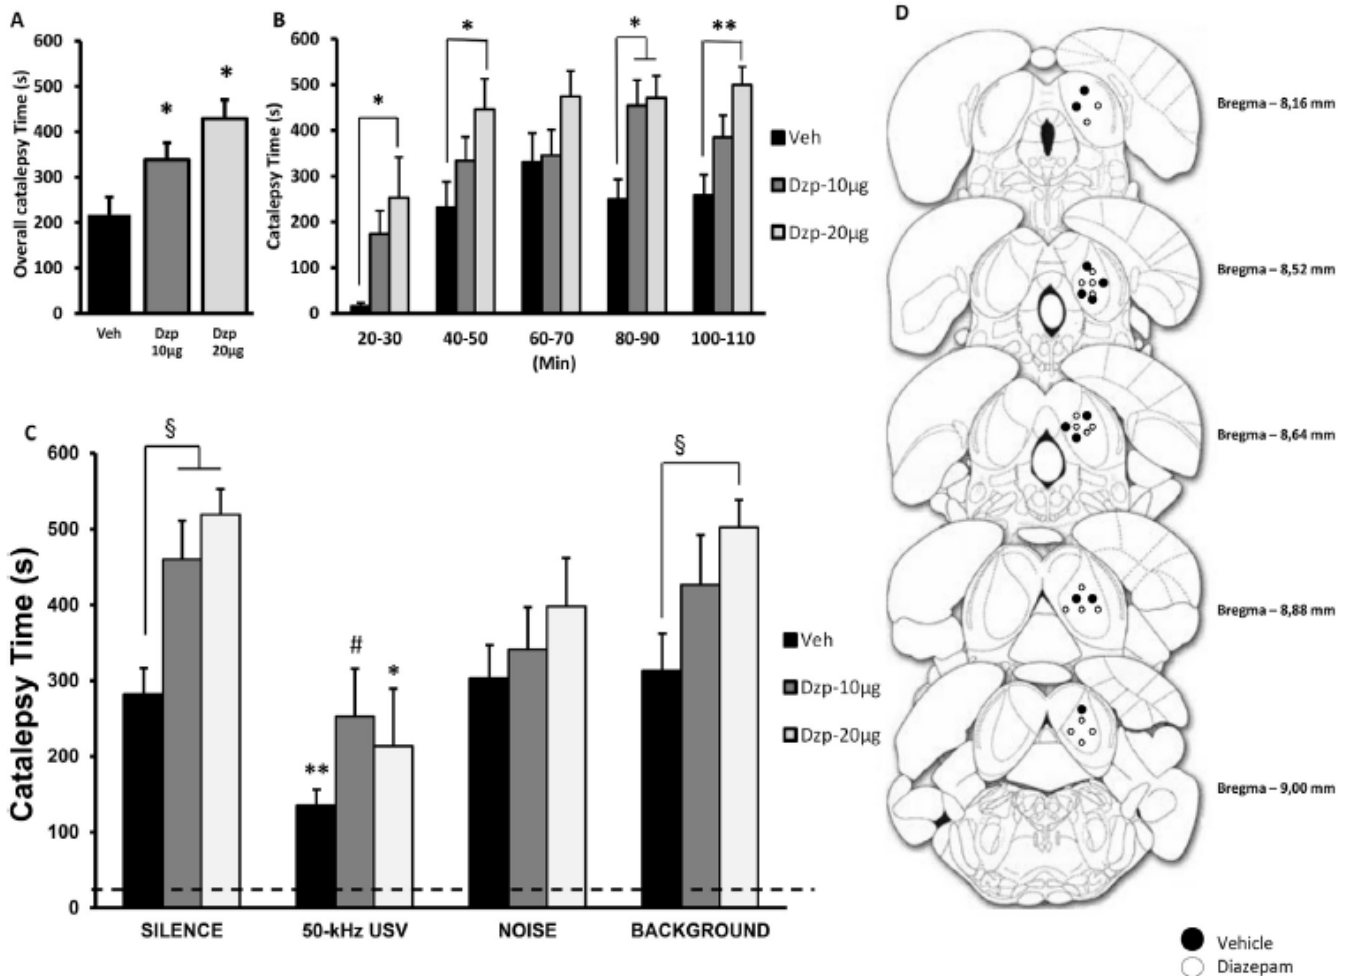 A
Overall catalepsy Time (s)
600
500
400
300
200
100
0
*
*
Veh
Dzp
10µg
Dzp
20µg
B
Catalepsy Time (s)
600
500
400
300
200
100
0
*
*
*
**
20-30
40-50
60-70
80-90
100-110
(Min)
Veh
Dzp-10µg
Dzp-20µg
C
Catalepsy Time (s)
600
500
400
300
200
100
0
§
**
#
*
§
SILENCE
50-kHz USV
NOISE
BACKGROUND
Veh
Dzp-10µg
Dzp-20µg
D
Bregma – 8,16 mm
Bregma – 8,52 mm
Bregma – 8,64 mm
Bregma – 8,88 mm
Bregma – 9,00 mm
Vehicle
Diazepam